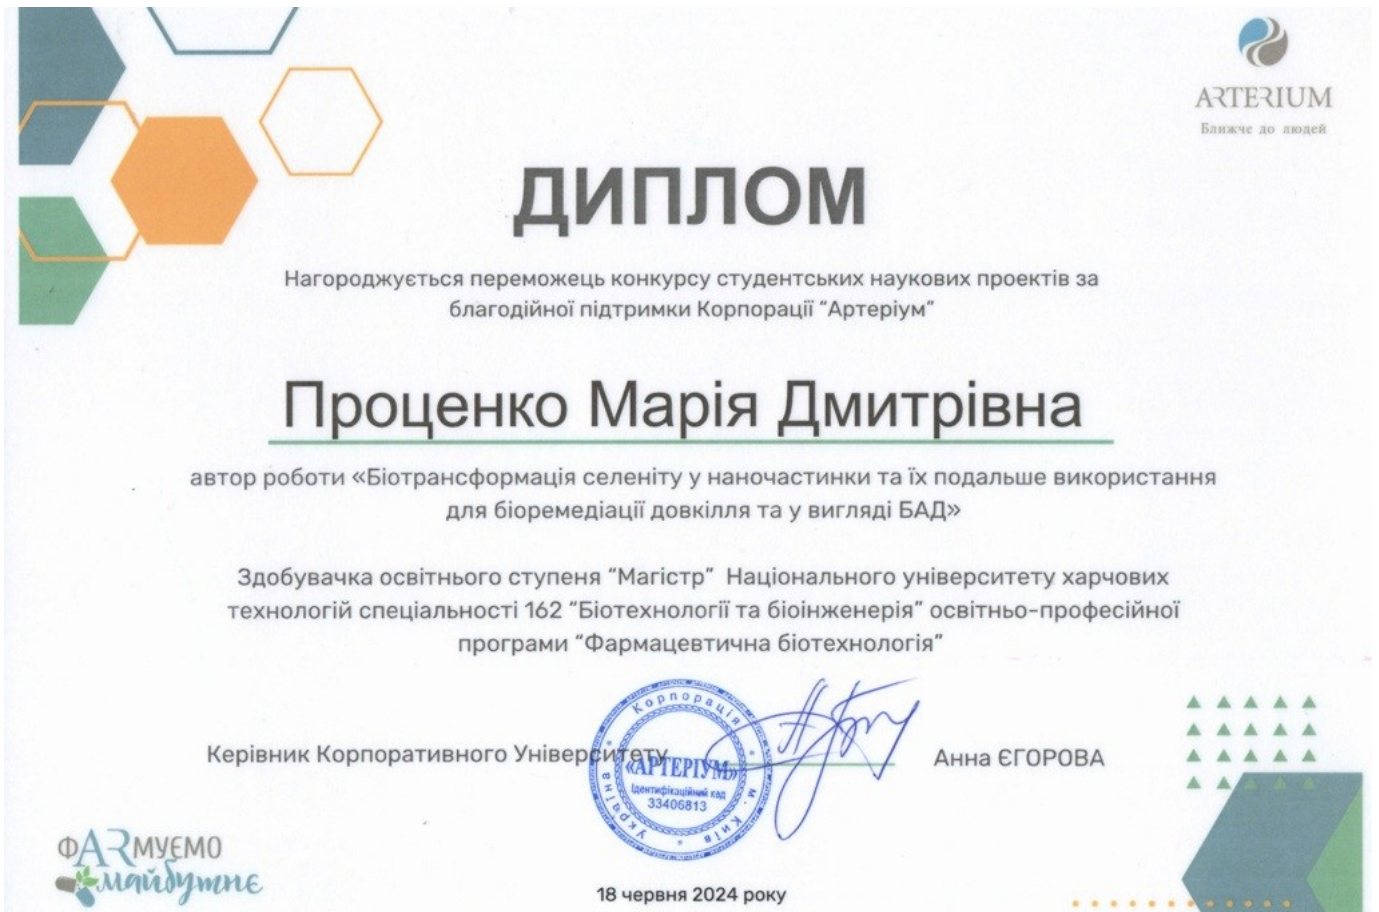 ARTERIUM
Ближче до людей
ДИПЛОМ
Нагороджується переможець конкурсу студентських наукових проектів за
благодійної підтримки Корпорації “Артеріум”
Проценко Марія Дмитрівна
автор роботи «Біотрансформація селеніту у наночастинки та їх подальше використання
для біоремедіації довкілля та у вигляді БАД»
Здобувачка освітнього ступеня “Магістр” Національного університету харчових
технологій спеціальності 162 “Біотехнології та біоінженерія” освітньо-професійної
програми “Фармацевтична біотехнологія”
Керівник Корпоративного Університету
Анна ЄГОРОВА
Корпорація * м. Київ * Україна *
«АРТЕРІУМ»
Ідентифікаційний код
33406813
ФARМУЄМО
майбутнє
18 червня 2024 року